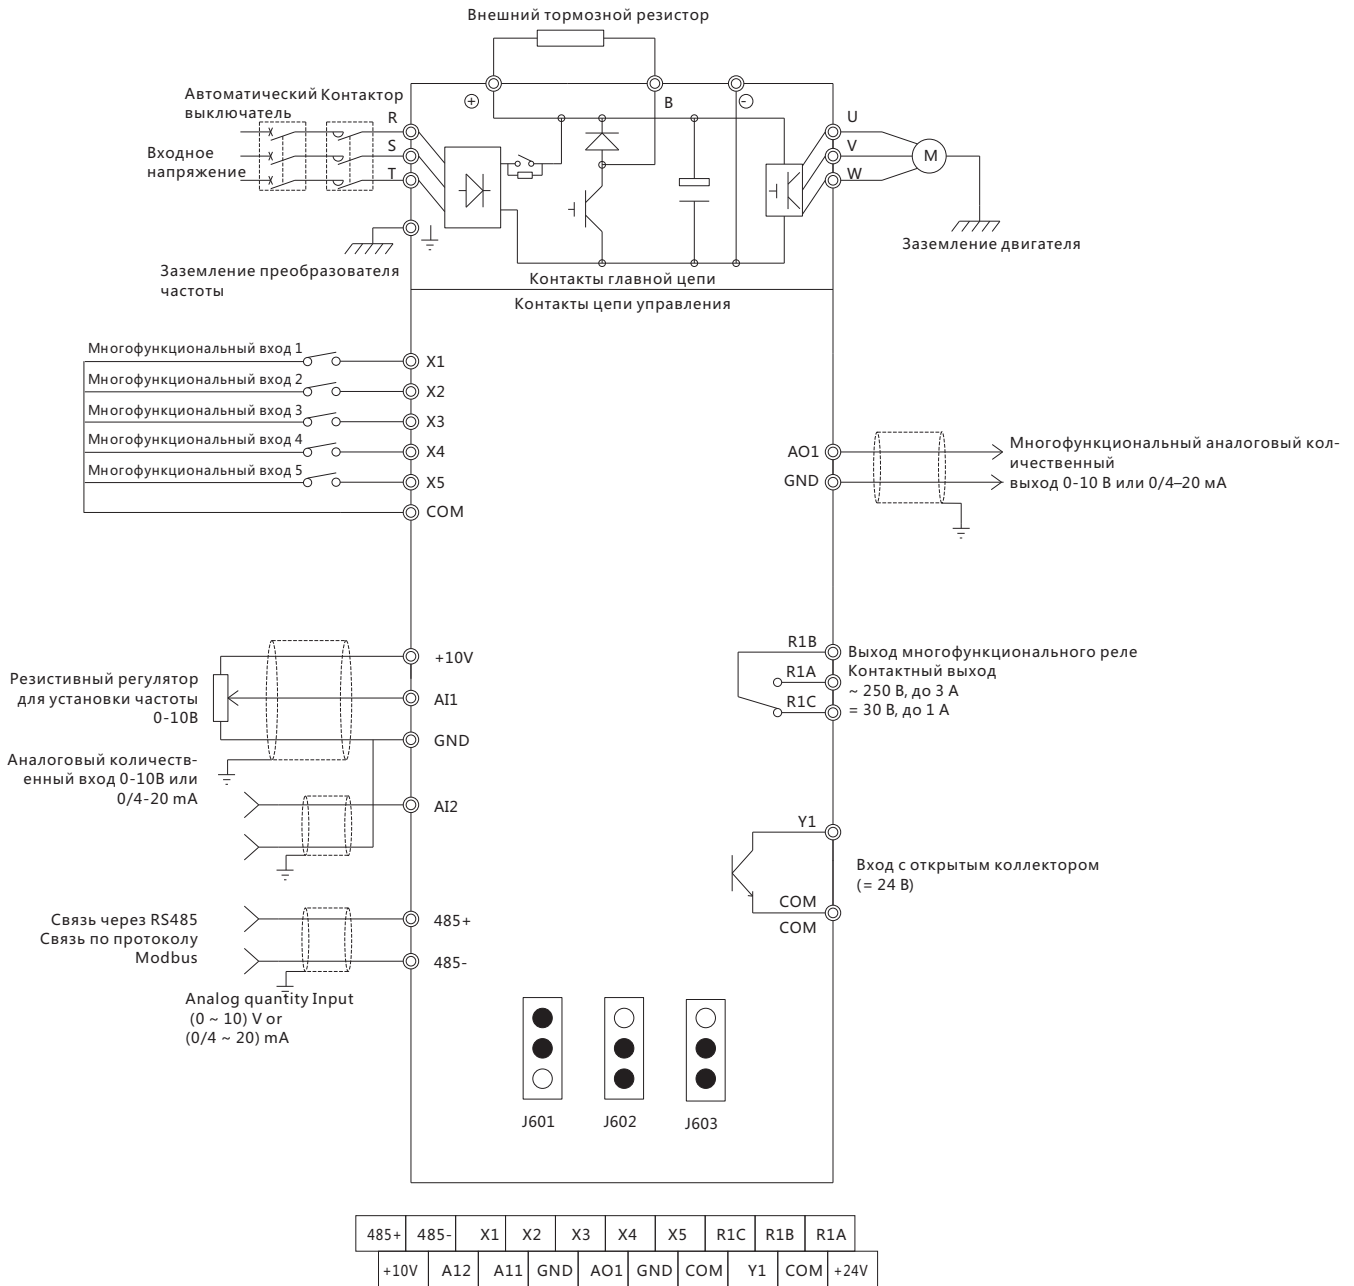 Внешний тормозной резистор
Автоматический
выключатель
Контактор
+
B
-
R
S
T
Входное
напряжение
U
V
W
M
Заземление двигателя
Заземление преобразователя
частоты
Контакты главной цепи
Контакты цепи управления
Многофункциональный вход 1
X1
Многофункциональный вход 2
X2
Многофункциональный вход 3
X3
Многофункциональный вход 4
X4
Многофункциональный вход 5
X5
COM
AO1
GND
Многофункциональный аналоговый кол-
ичественный
выход 0-10 В или 0/4–20 мА
Резистивный регулятор
для установки частоты
0-10В
+10V
AI1
GND
Аналоговый количеств-
енный вход 0-10В или
0/4-20 mA
AI2
R1B
R1A
R1C
Выход многофункционального реле
Контактный выход
~ 250 В, до 3 А
= 30 В, до 1 А
Y1
COM
COM
Вход с открытым коллектором
(= 24 В)
Связь через RS485
Связь по протоколу
Modbus
485+
485-
Analog quantity Input
(0 ~ 10) V or
(0/4 ~ 20) mA
J601
J602
J603
485+ 485- X1 X2 X3 X4 X5 R1C R1B R1A
+10V A12 A11 GND AO1 GND COM Y1 COM +24V